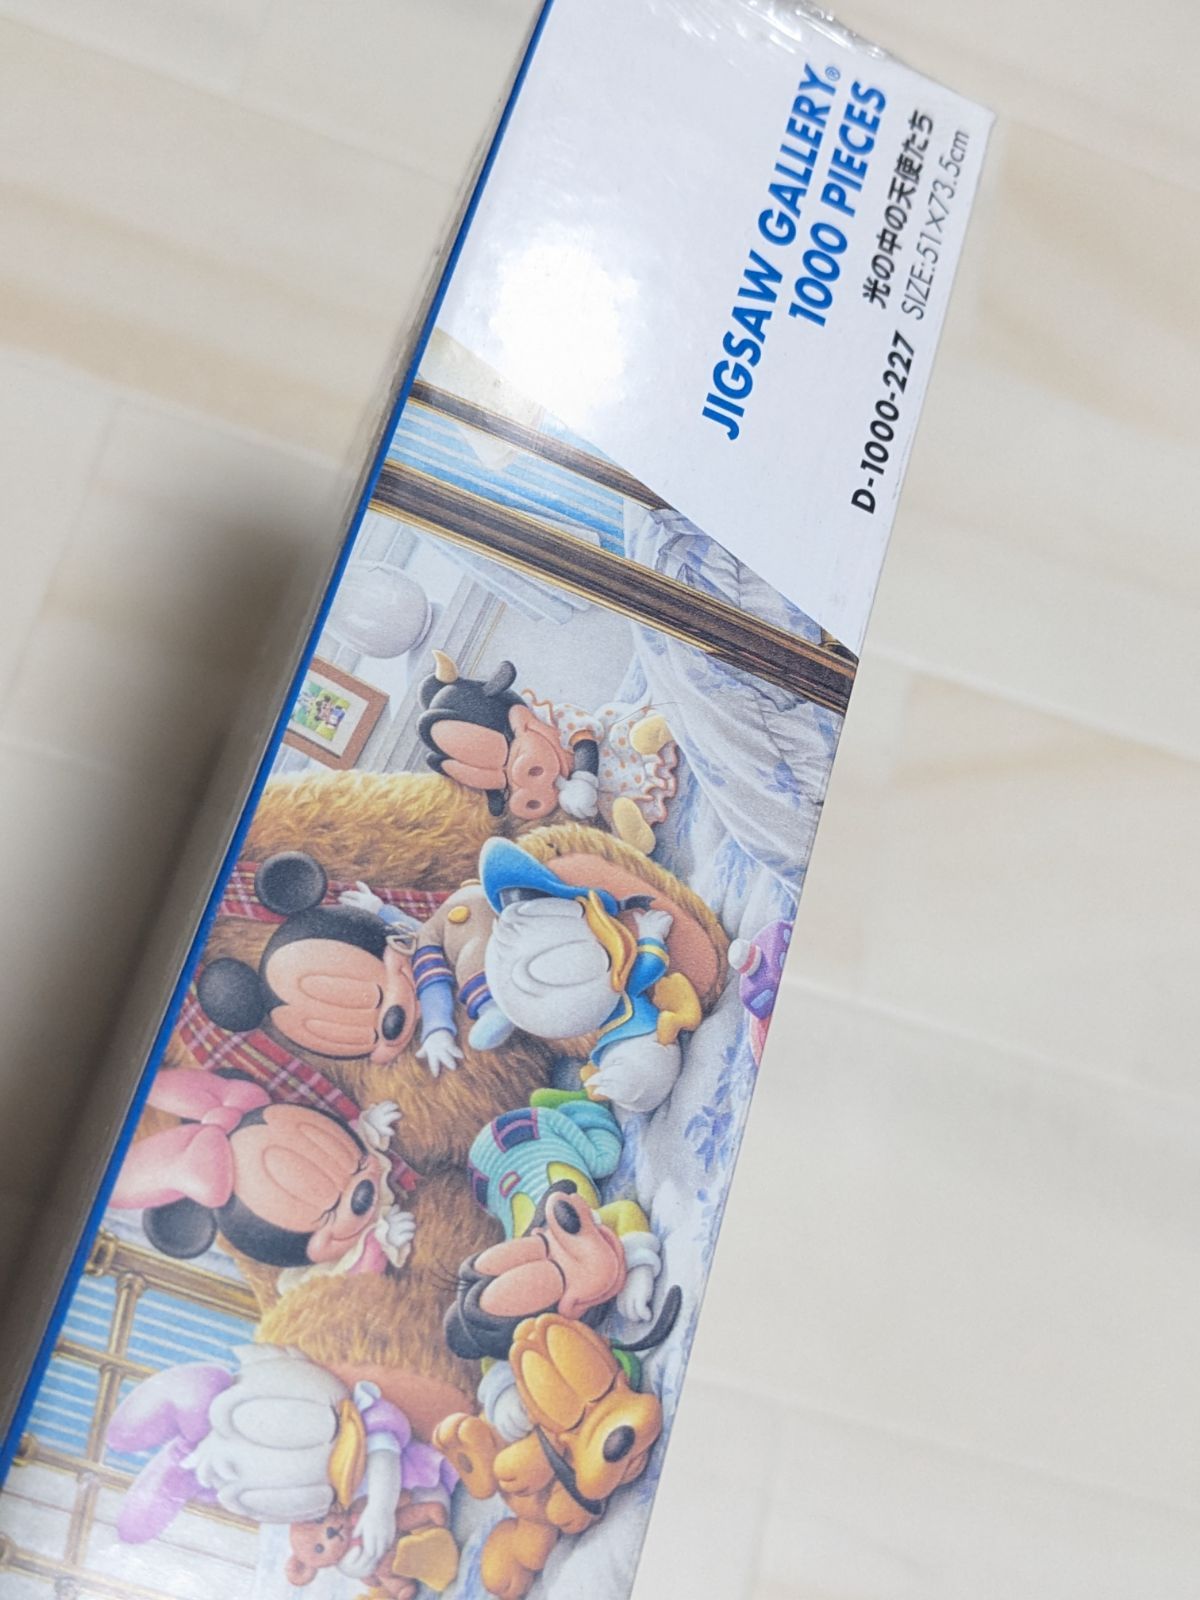 JIGSAW GALLERY®
1000 PIECES
光の中の天使たち
D-1000-227 SIZE:51×73.5cm